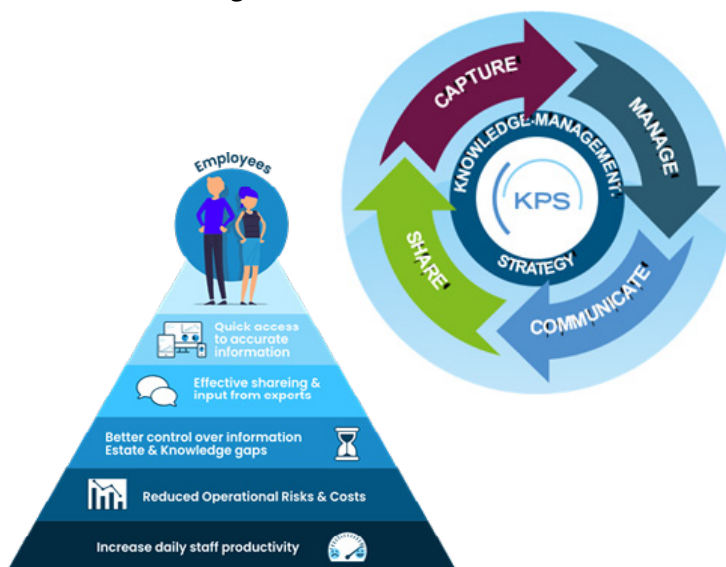 CAPTURE
MANAGE
COMMUNICATE
SHARE
KNOWLEDGE-MANAGEMENT
STRATEGY
KPS
Employees
Quick access
to accurate
information
Effective shareing &
input from experts
Better control over information
Estate & Knowledge gaps
Reduced Operational Risks & Costs
Increase daily staff productivity